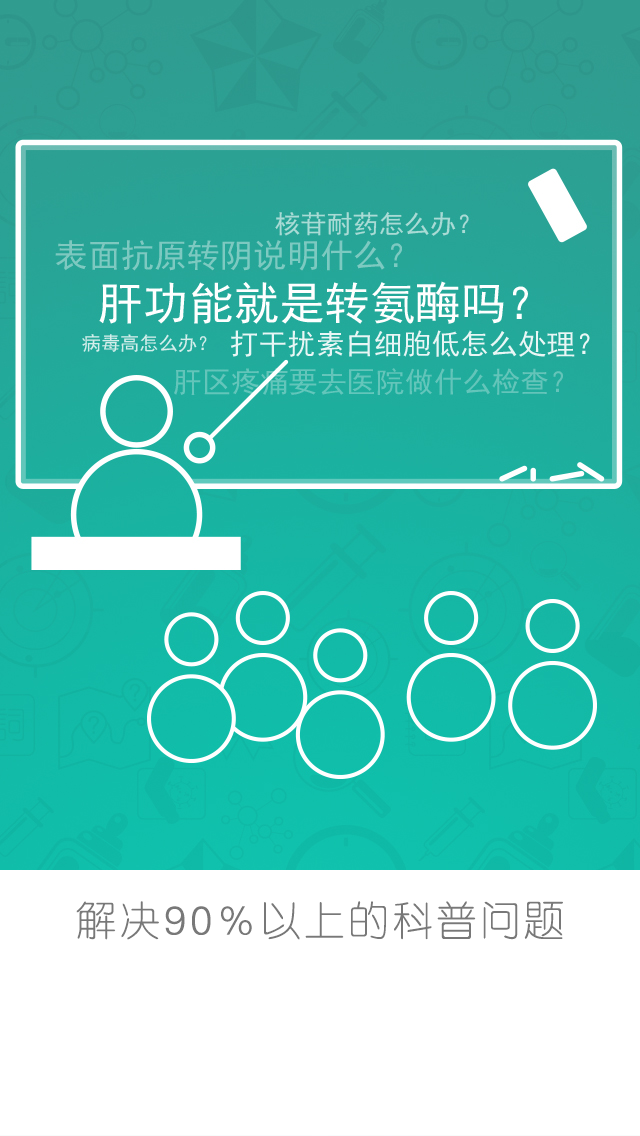 核苷耐药怎么办？
表面抗原转阴说明什么？
肝功能就是转氨酶吗？
病毒高怎么办？
打干扰素白细胞低怎么处理？
肝区疼痛要去医院做什么检查？
解决90%以上的科普问题